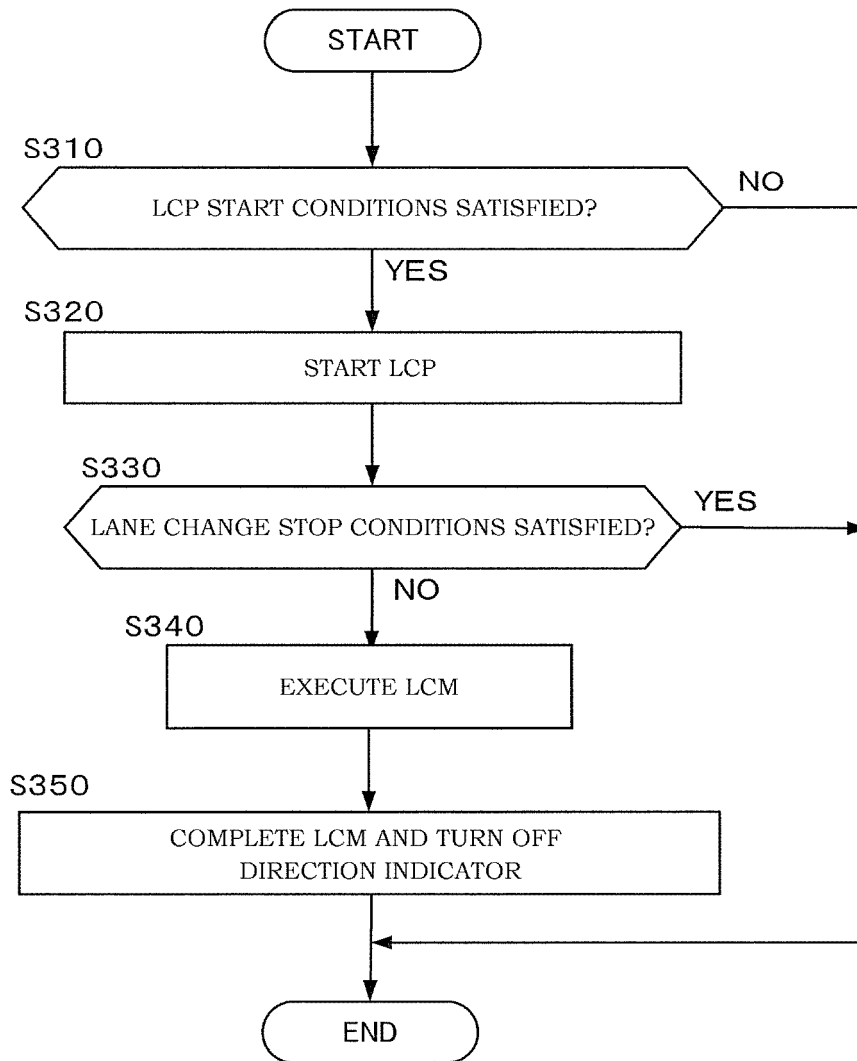 START
S310
LCP START CONDITIONS SATISFIED?
NO
YES
S320
START LCP
S330
LANE CHANGE STOP CONDITIONS SATISFIED?
YES
NO
S340
EXECUTE LCM
S350
COMPLETE LCM AND TURN OFF
DIRECTION INDICATOR
END